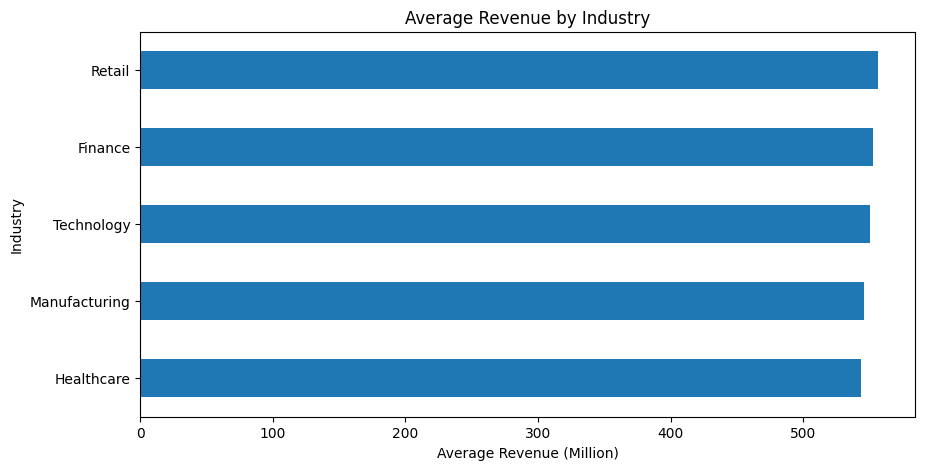 Average Revenue by Industry
Retail
Finance
Technology
Manufacturing
Healthcare
Industry
0 100 200 300 400 500
Average Revenue (Million)